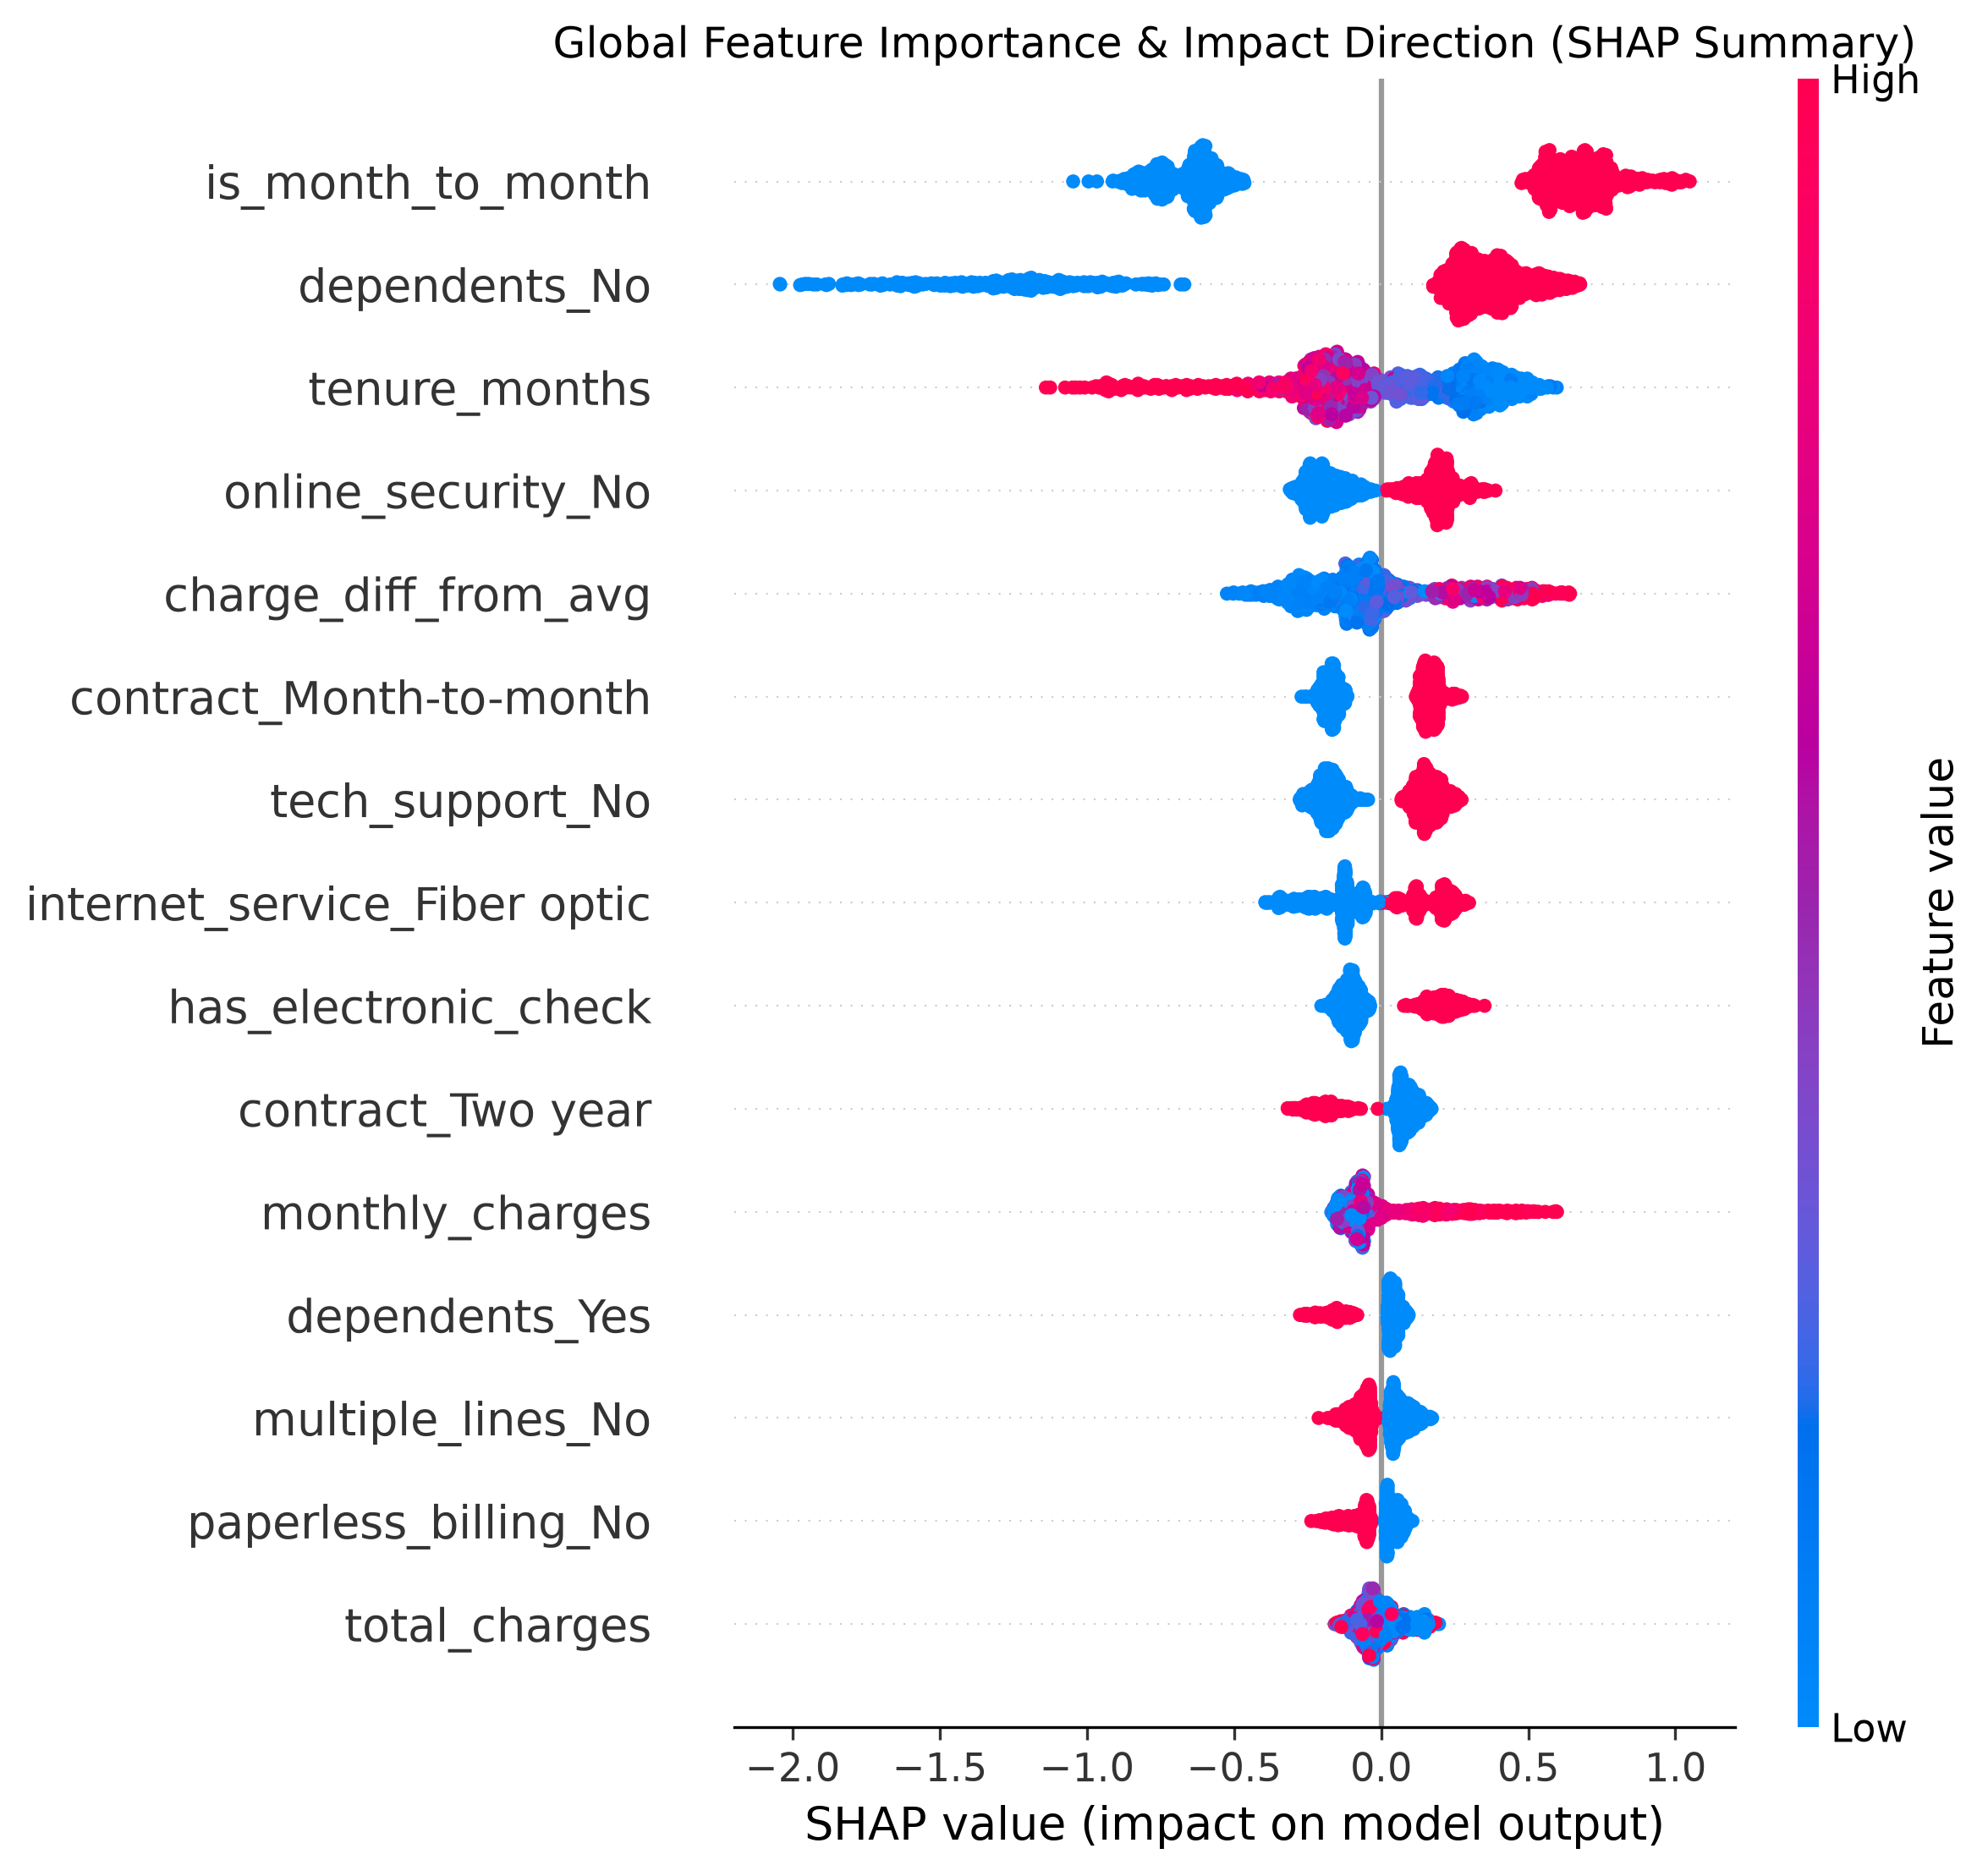 Global Feature Importance & Impact Direction (SHAP Summary)
High
is_month_to_month
dependents_No
tenure_months
online_security_No
charge_diff_from_avg
contract_Month-to-month
tech_support_No
internet_service_Fiber optic
has_electronic_check
contract_Two year
monthly_charges
dependents_Yes
multiple_lines_No
paperless_billing_No
total_charges
Feature value
Low
−2.0 −1.5 −1.0 −0.5 0.0 0.5 1.0
SHAP value (impact on model output)